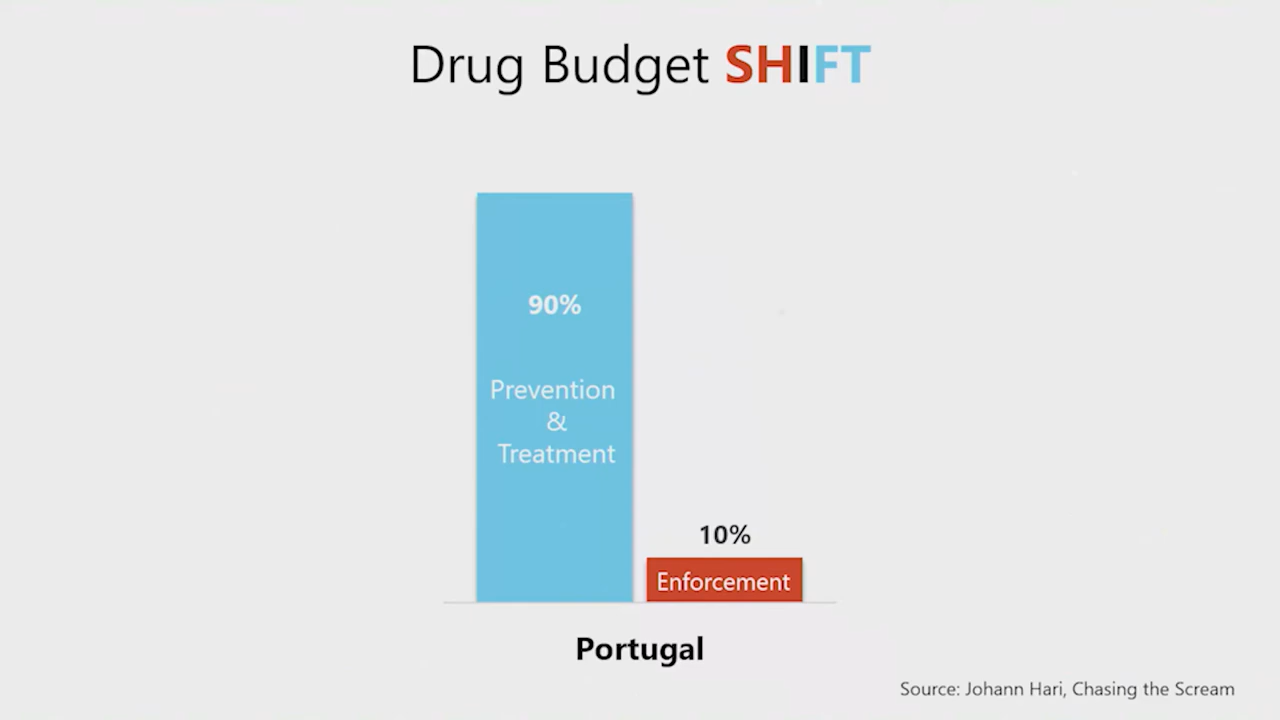 Drug Budget SHIFT
90%
Prevention
&
Treatment
10%
Enforcement
Portugal
Source: Johann Hari, Chasing the Scream